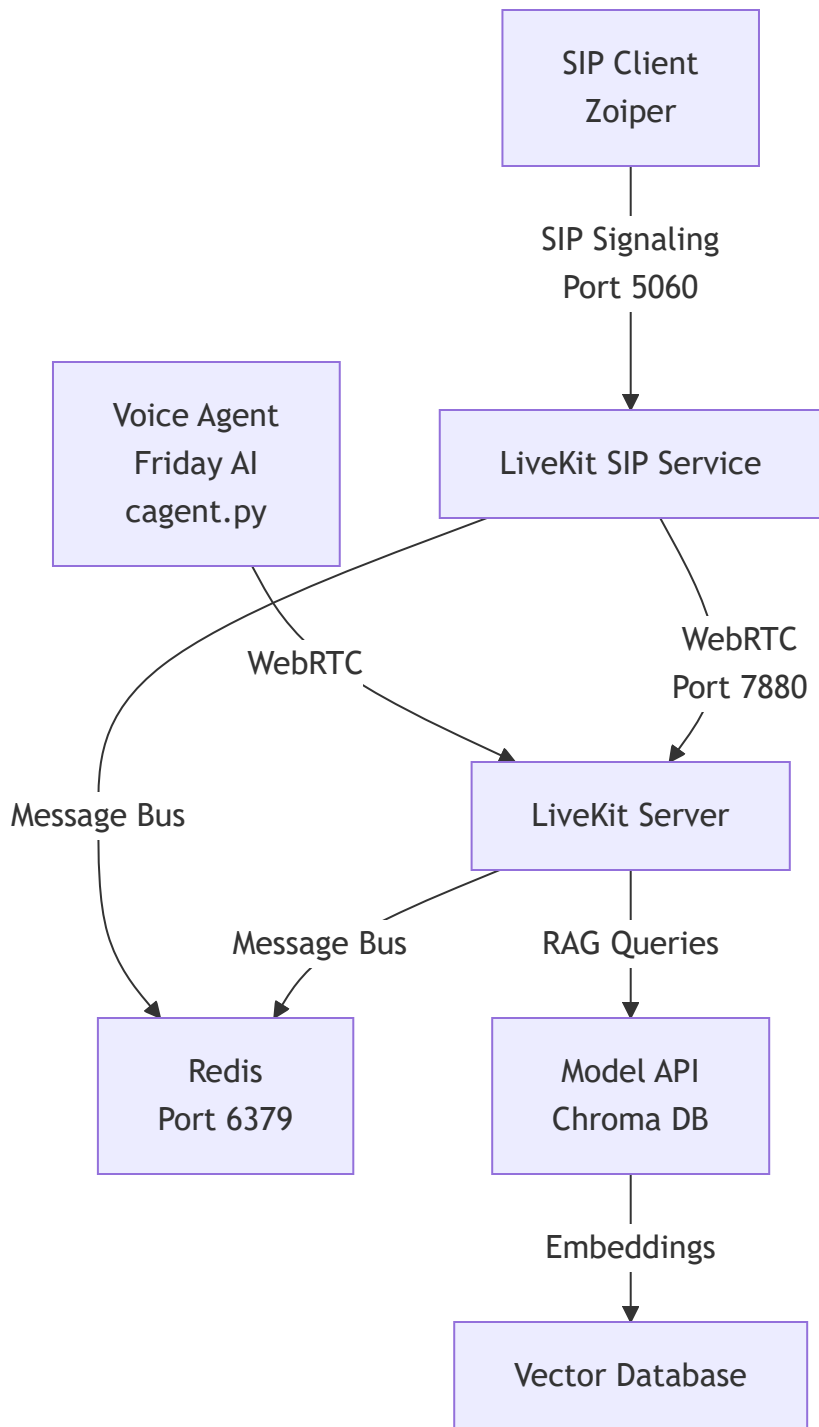 SIP Client
Zoiper
SIP Signaling
Port 5060
Voice Agent
Friday AI
cagent.py
LiveKit SIP Service
WebRTC
WebRTC
Port 7880
Message Bus
LiveKit Server
Message Bus
RAG Queries
Redis
Port 6379
Model API
Chroma DB
Embeddings
Vector Database